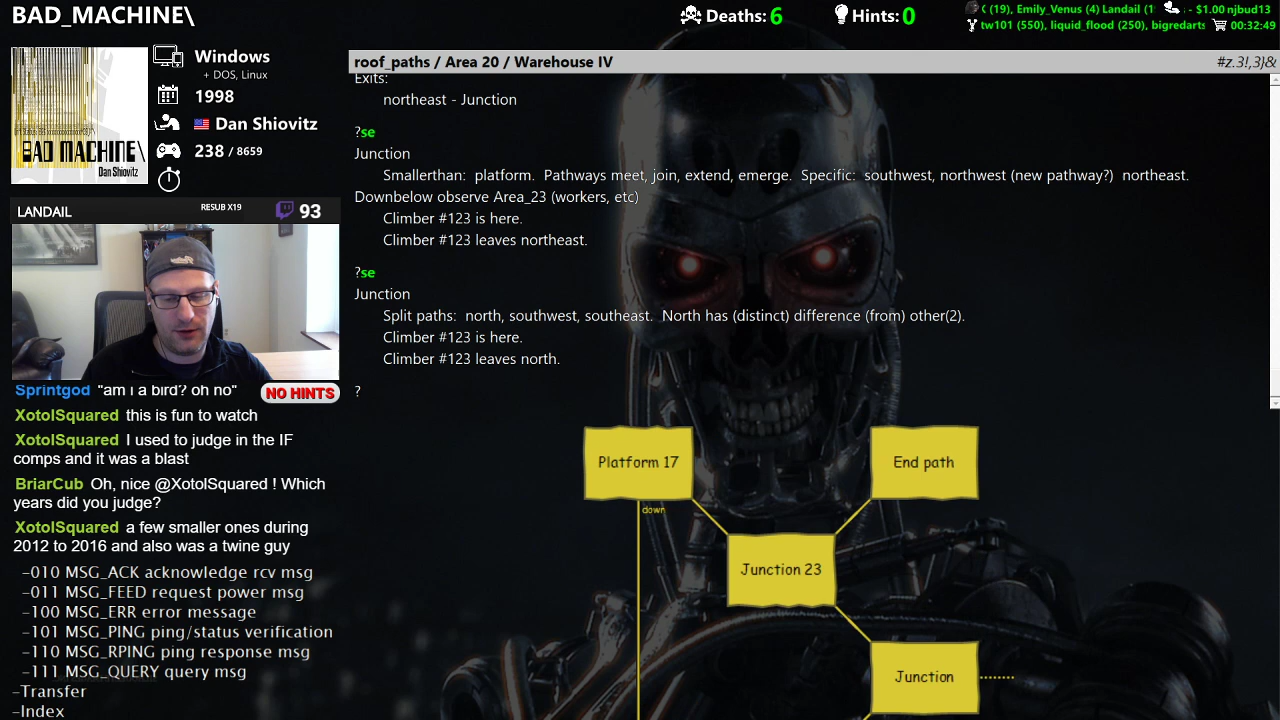 BAD_MACHINE\
Deaths: 6
Hints: 0
(19), Emily_Venus (4) Landail (1
- $1.00 njbud13
tw101 (550), liquid_flood (250), bigredarts
00:32:49
BAD MACHINE\
Dan Shiovitz
Windows
+ DOS, Linux
1998
Dan Shiovitz
238 / 8659
LANDAIL
RESUB X19
93
NO HINTS
Sprintgod "am i a bird? oh no"
XotolSquared this is fun to watch
XotolSquared I used to judge in the IF
comps and it was a blast
BriarCub Oh, nice @XotolSquared ! Which
years did you judge?
XotolSquared a few smaller ones during
2012 to 2016 and also was a twine guy
-010 MSG_ACK acknowledge rcv msg
-011 MSG_FEED request power msg
-100 MSG_ERR error message
-101 MSG_PING ping/status verification
-110 MSG_RPING ping response msg
-111 MSG_QUERY query msg
-Transfer
-Index
roof_paths / Area 20 / Warehouse IV
#z.3!,3}&
Exits:
northeast - Junction
?se
Junction
Smallerthan: platform. Pathways meet, join, extend, emerge. Specific: southwest, northwest (new pathway?) northeast.
Downbelow observe Area_23 (workers, etc)
Climber #123 is here.
Climber #123 leaves northeast.
?se
Junction
Split paths: north, southwest, southeast. North has (distinct) difference (from) other(2).
Climber #123 is here.
Climber #123 leaves north.
?
Platform 17
End path
down
Junction 23
Junction